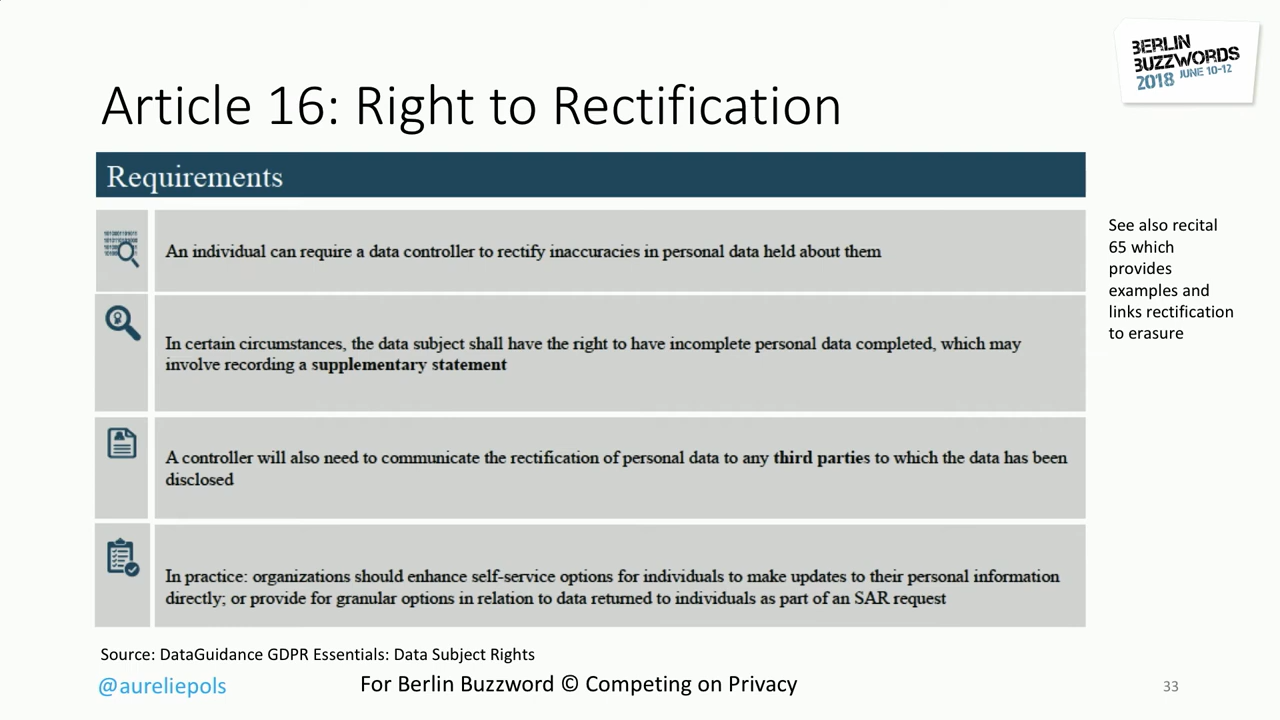 BERLIN
BUZZWORDS
2018 JUNE 10-12
Article 16: Right to Rectification
Requirements
An individual can require a data controller to rectify inaccuracies in personal data held about them
In certain circumstances, the data subject shall have the right to have incomplete personal data completed, which may
involve recording a supplementary statement
A controller will also need to communicate the rectification of personal data to any third parties to which the data has been
disclosed
In practice: organizations should enhance self-service options for individuals to make updates to their personal information
directly; or provide for granular options in relation to data returned to individuals as part of an SAR request
See also recital
65 which
provides
examples and
links rectification
to erasure
Source: DataGuidance GDPR Essentials: Data Subject Rights
@aureliepols
For Berlin Buzzword © Competing on Privacy
33